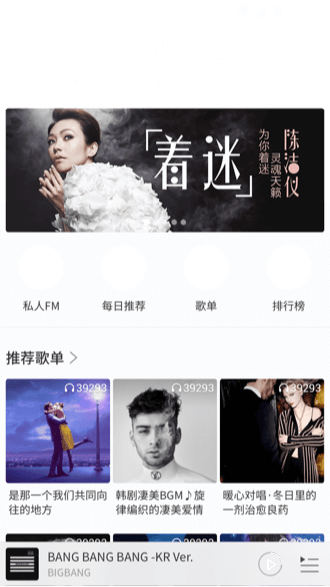 「着迷」
为你着迷
灵魂天籁
陈洁仪
私人FM
每日推荐
歌单
排行榜
推荐歌单
39293
39293
39293
是那一个我们共同向
往的地方
韩剧凄美BGM♪旋
律编织的凄美爱情
暖心对唱·冬日里的
一剂治愈良药
39293
39293
39293
BANG BANG BANG -KR Ver.
BIGBANG